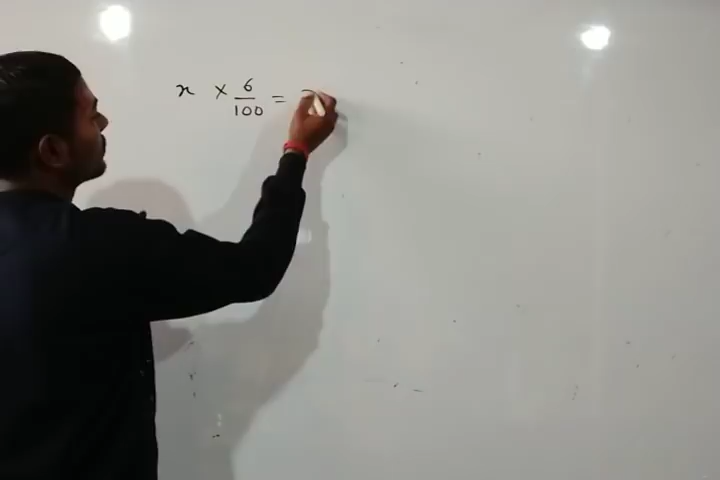 x × 6/100 =